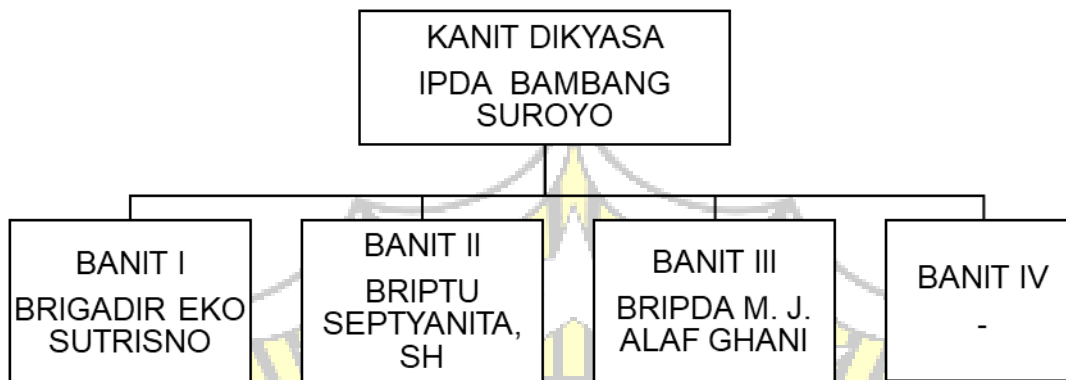 KANIT DIKYASA
IPDA BAMBANG
SUROYO
BANIT I
BRIGADIR EKO
SUTRISNO
BANIT II
BRIPTU
SEPTYANITA,
SH
BANIT III
BRIPDA M. J.
ALAF GHANI
BANIT IV
-